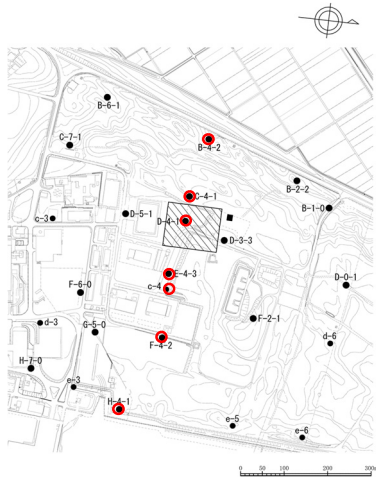 B-6-1
C-7-1
B-4-2
B-2-2
C-4-1
B-1-0
c-3
D-5-1
D-4-1
D-3-3
E-4-3
D-0-1
c-4
F-6-0
F-2-1
d-3
G-5-0
F-4-2
d-6
H-7-0
e-3
H-4-1
e-5
e-6
0 50 100 200 300m